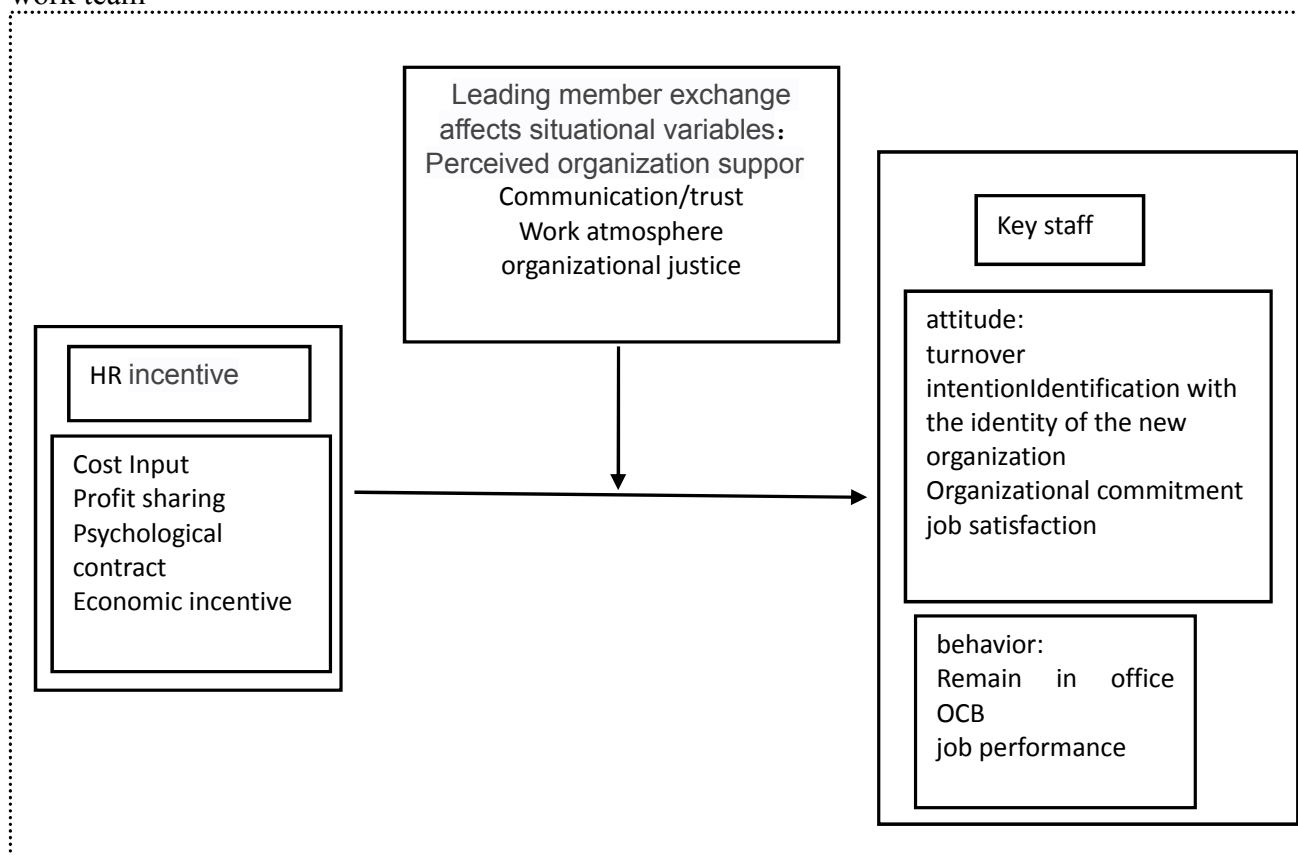 work team
Leading member exchange
affects situational variables：
Perceived organization suppor
Communication/trust
Work atmosphere
organizational justice
Key staff
HR incentive
Cost Input
Profit sharing
Psychological
contract
Economic incentive
attitude:
turnover
intentionIdentification with
the identity of the new
organization
Organizational commitment
job satisfaction
behavior:
Remain in office
OCB
job performance